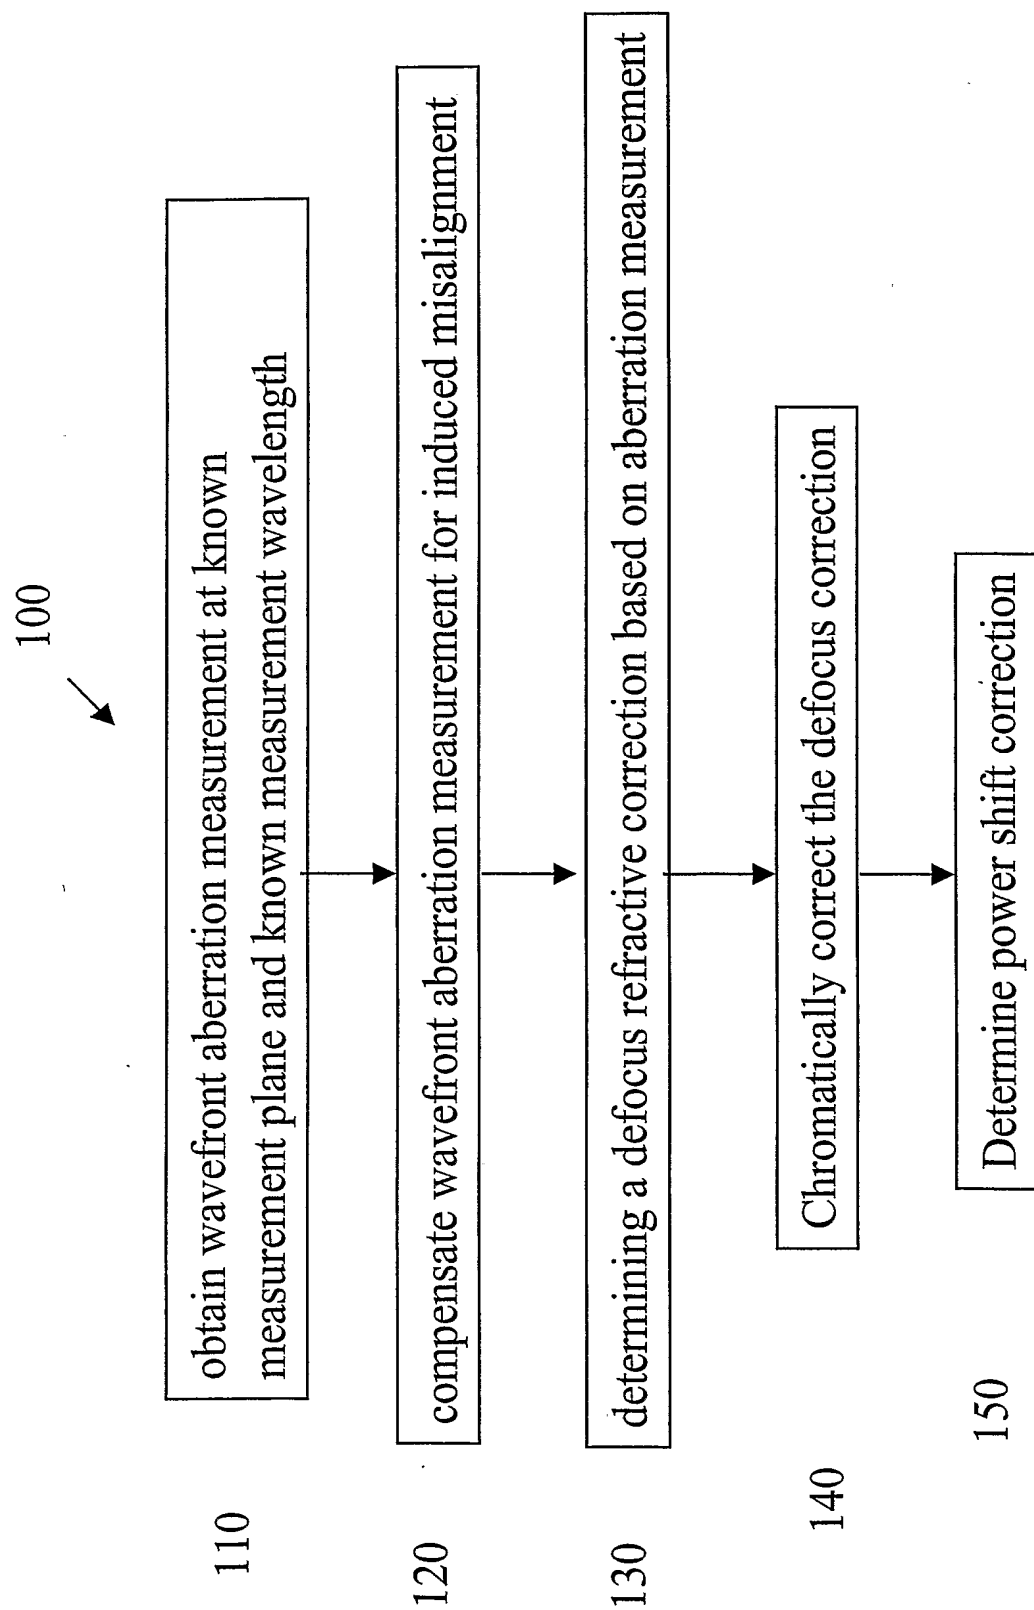 100
110
obtain wavefront aberration measurement at known
measurement plane and known measurement wavelength
120
compensate wavefront aberration measurement for induced misalignment
130
determining a defocus refractive correction based on aberration measurement
140
Chromatically correct the defocus correction
150
Determine power shift correction